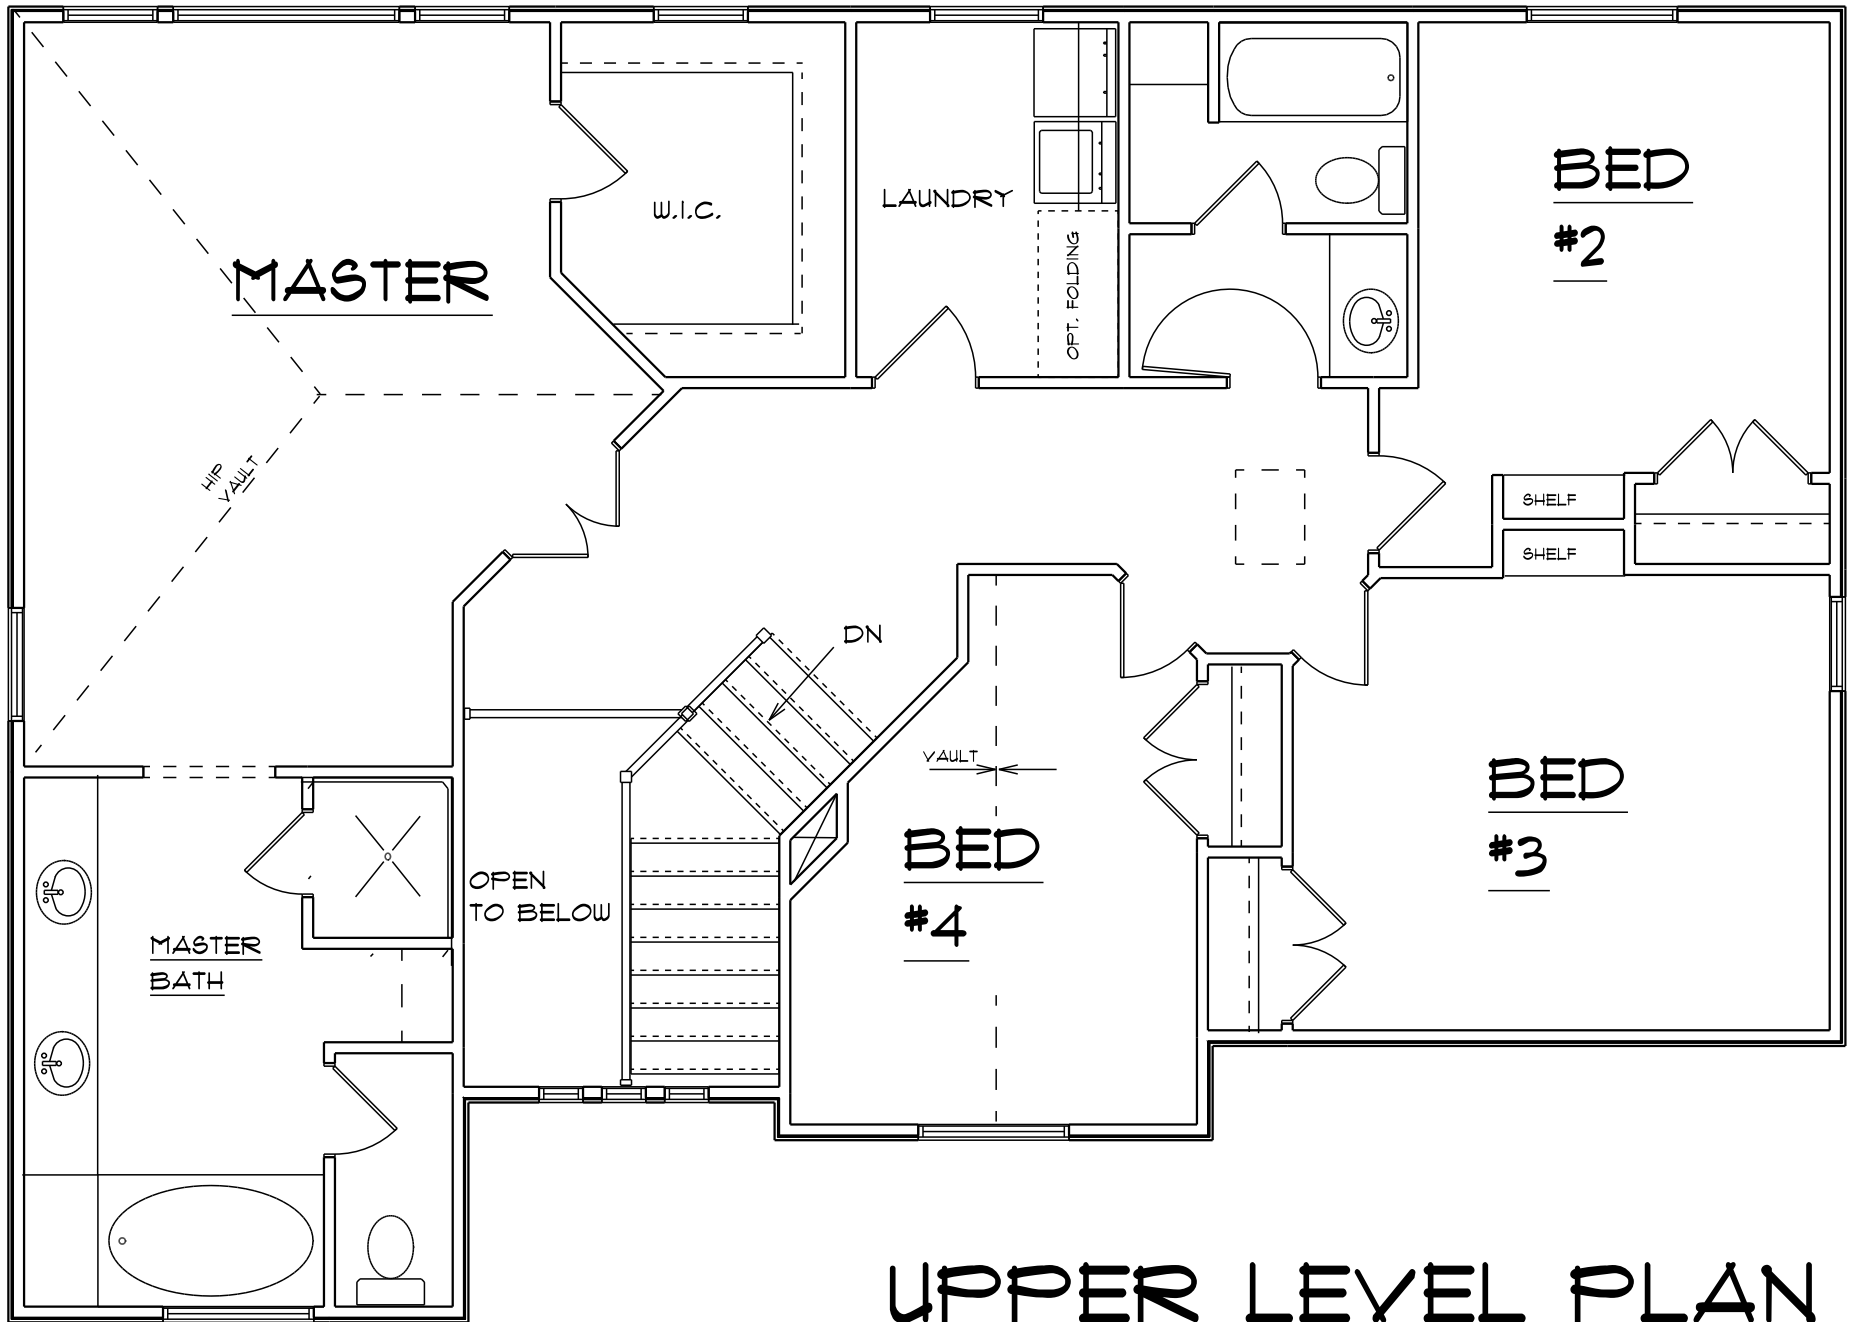 BED
#2
OPT. FOLDING
LAUNDRY
W.I.C.
MASTER
HIP
VAULT
SHELF
SHELF
DN
VAULT
BED
#3
BED
#4
OPEN
TO BELOW
MASTER
BATH
UPPER LEVEL PLAN